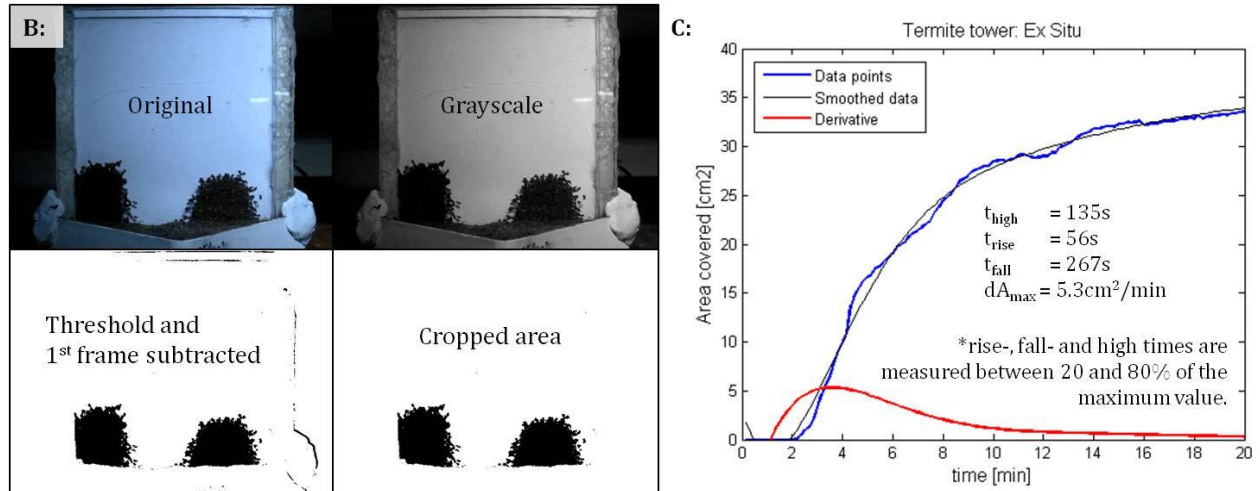 B:
Original
Grayscale
Threshold and
1st frame subtracted
Cropped area
C:
Termite tower: Ex Situ
Data points
Smoothed data
Derivative
Area covered [cm2]
40
35
30
25
20
15
10
5
0
thigh = 135s
trise = 56s
tfall = 267s
dAmax = 5.3cm²/min
*rise-, fall- and high times are
measured between 20 and 80% of the
maximum value.
0 2 4 6 8 10 12 14 16 18 20
time [min]